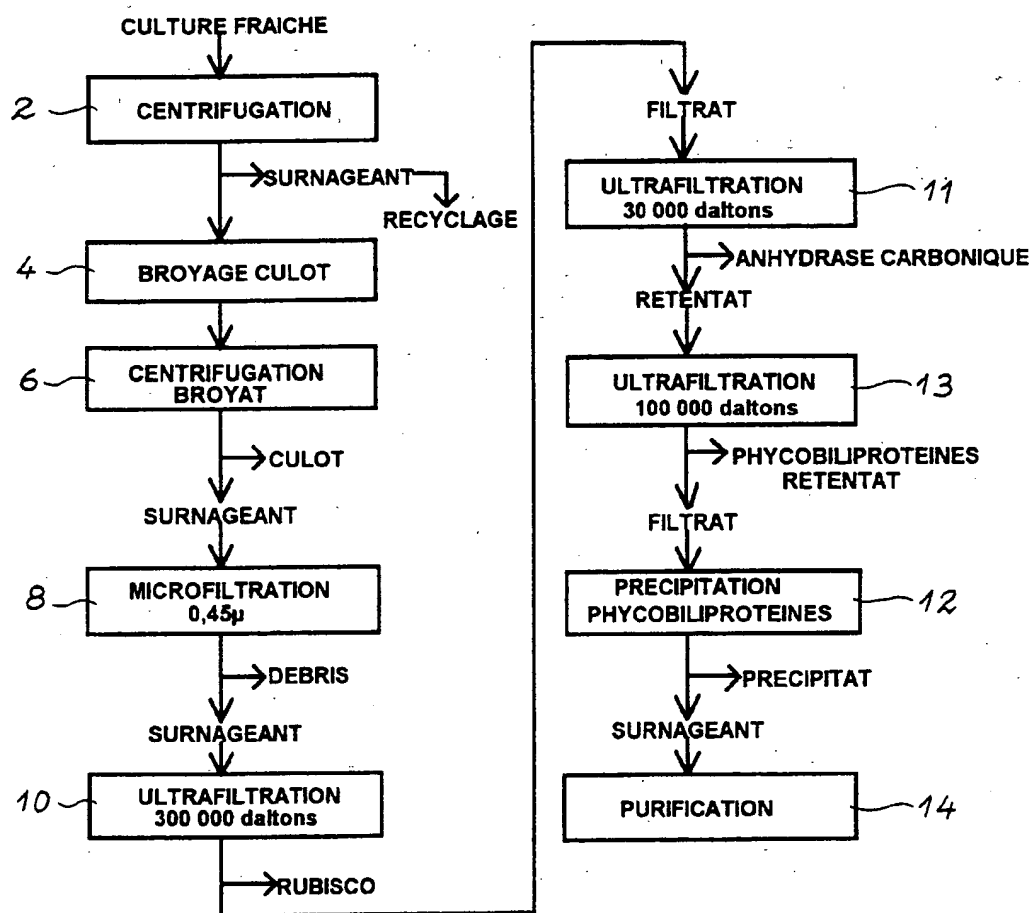 CULTURE FRAICHE
2
CENTRIFUGATION
SURNAGEANT
RECYCLAGE
4
BROYAGE CULOT
6
CENTRIFUGATION
BROYAT
CULOT
SURNAGEANT
8
MICROFILTRATION
0,45µ
DEBRIS
SURNAGEANT
10
ULTRAFILTRATION
300 000 daltons
RUBISCO
FILTRAT
ULTRAFILTRATION
30 000 daltons
11
ANHYDRASE CARBONIQUE
RETENTAT
ULTRAFILTRATION
100 000 daltons
13
PHYCOBILIPROTEINES
RETENTAT
FILTRAT
PRECIPITATION
PHYCOBILIPROTEINES
12
PRECIPITAT
SURNAGEANT
PURIFICATION
14